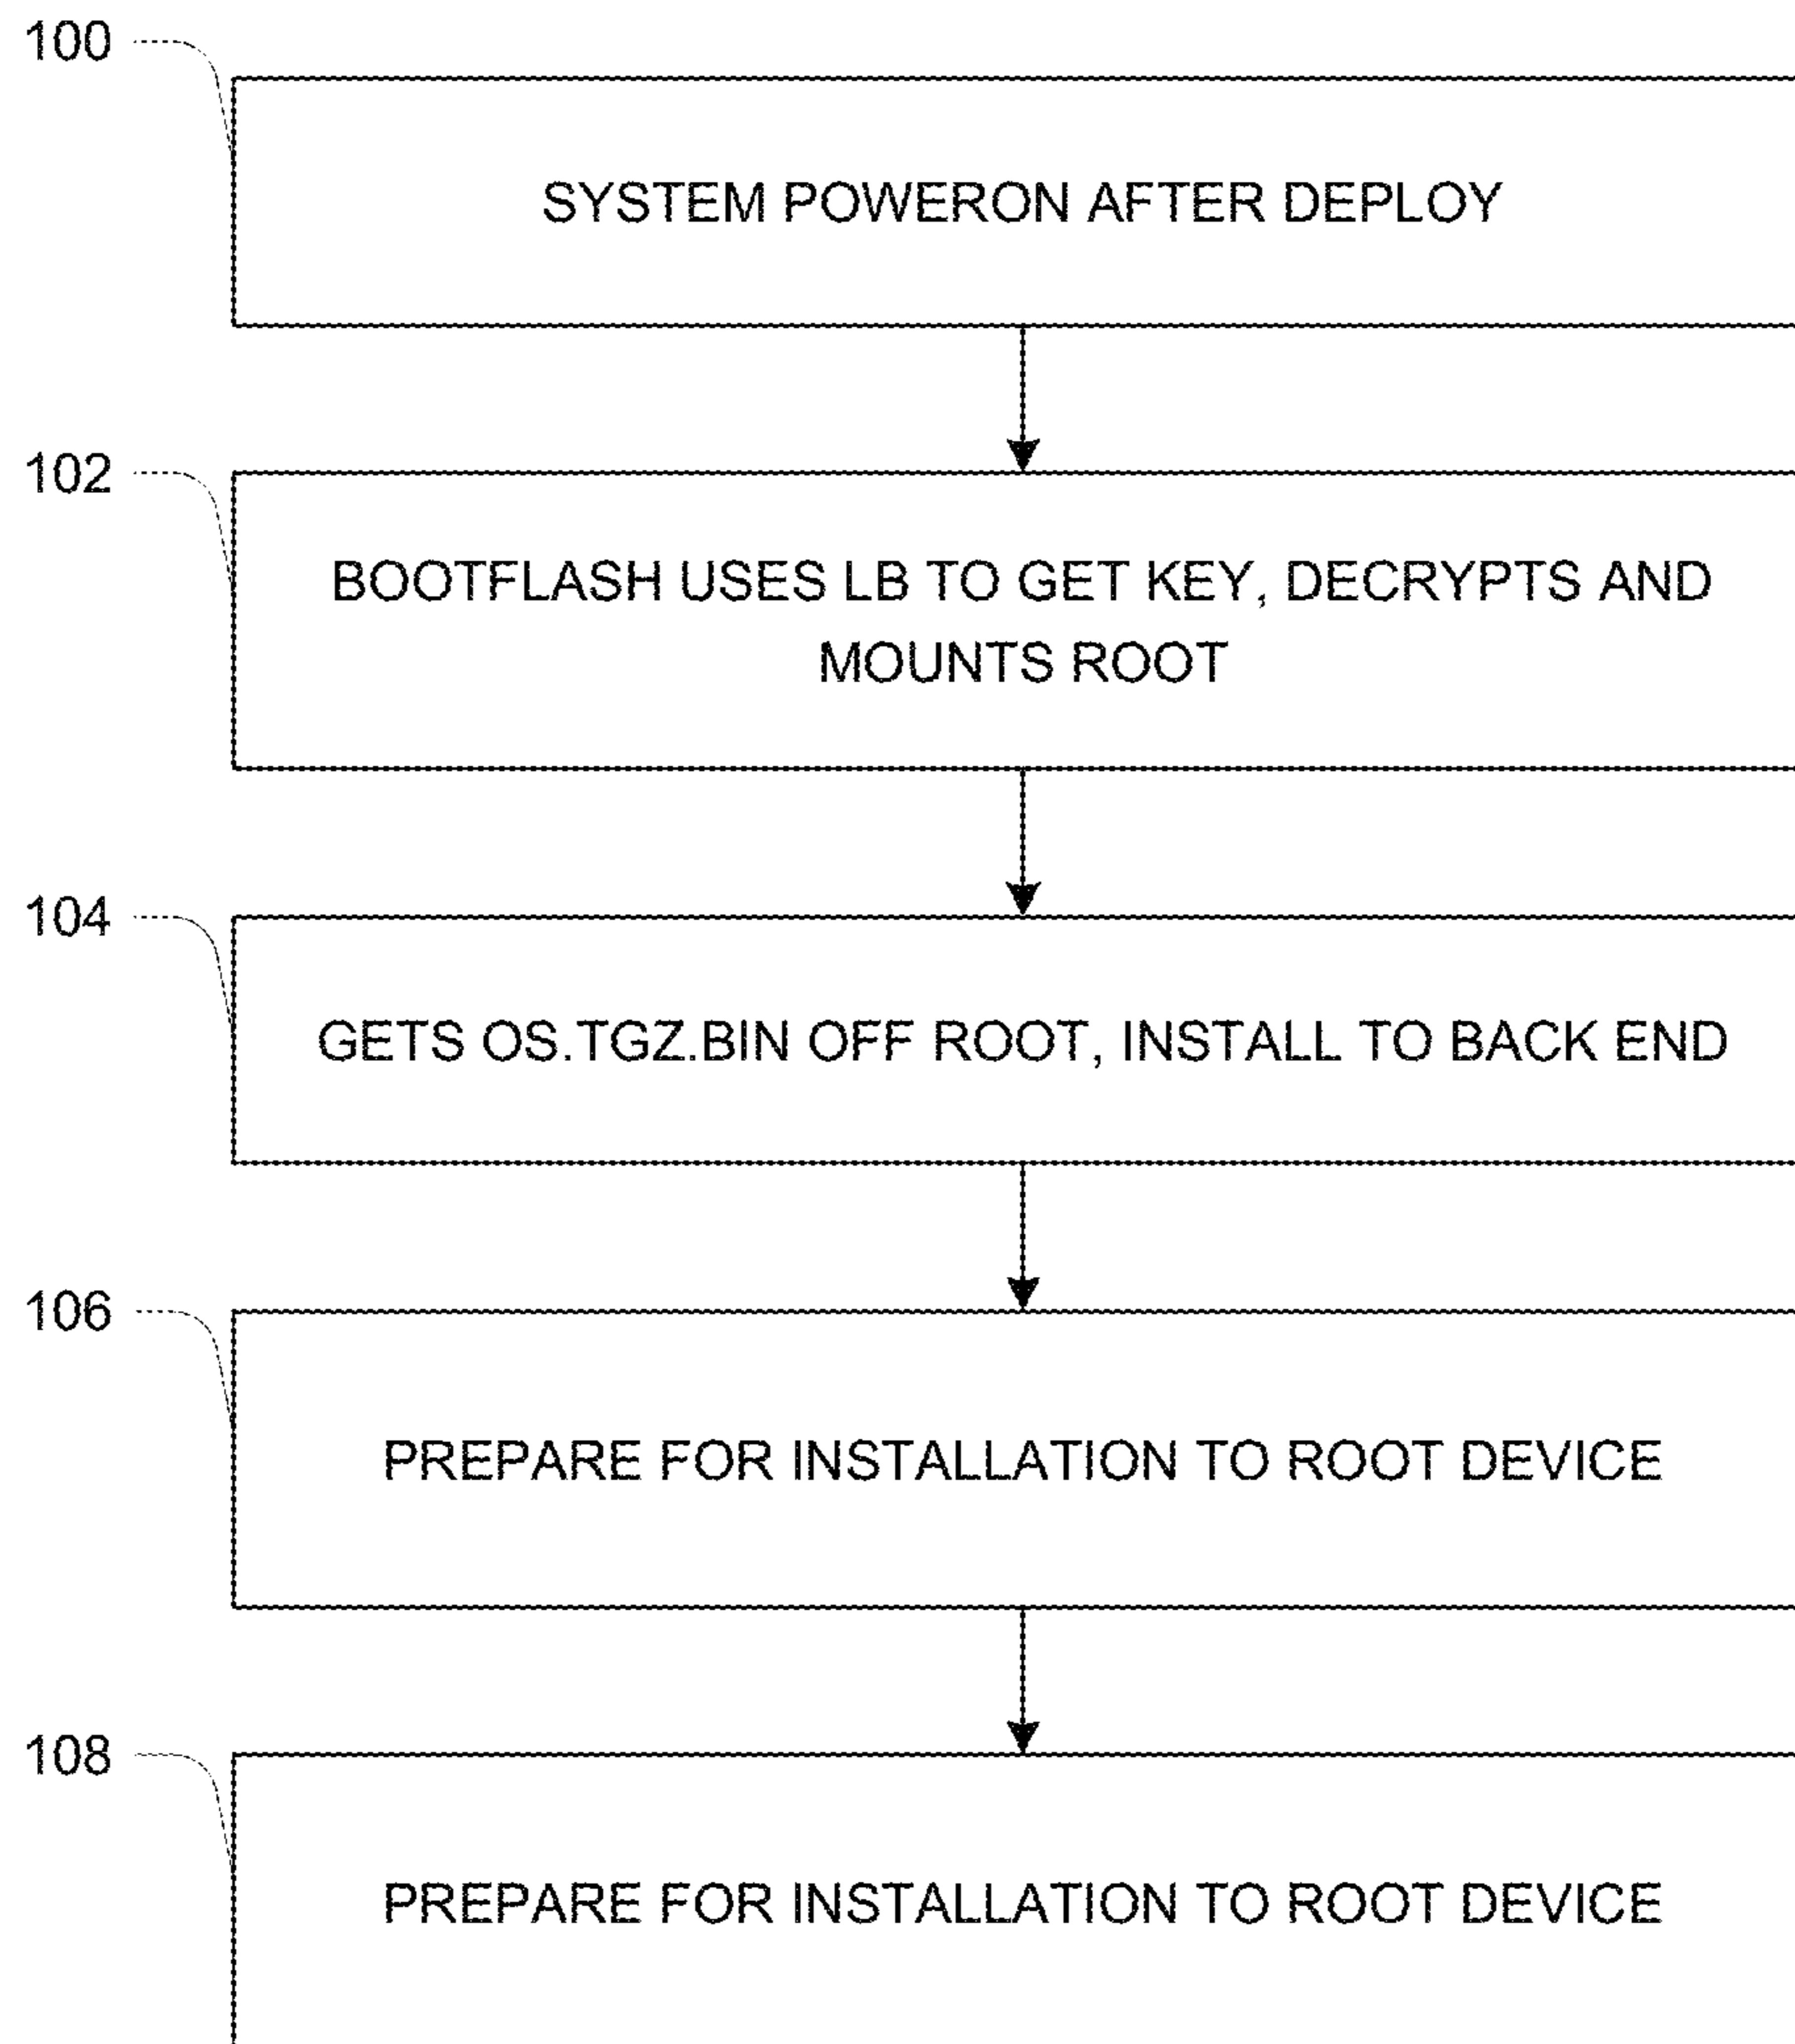 100
SYSTEM POWERON AFTER DEPLOY
102
BOOTFLASH USES LB TO GET KEY, DECRYPTS AND
MOUNTS ROOT
104
GETS OS.TGZ.BIN OFF ROOT, INSTALL TO BACK END
106
PREPARE FOR INSTALLATION TO ROOT DEVICE
108
PREPARE FOR INSTALLATION TO ROOT DEVICE